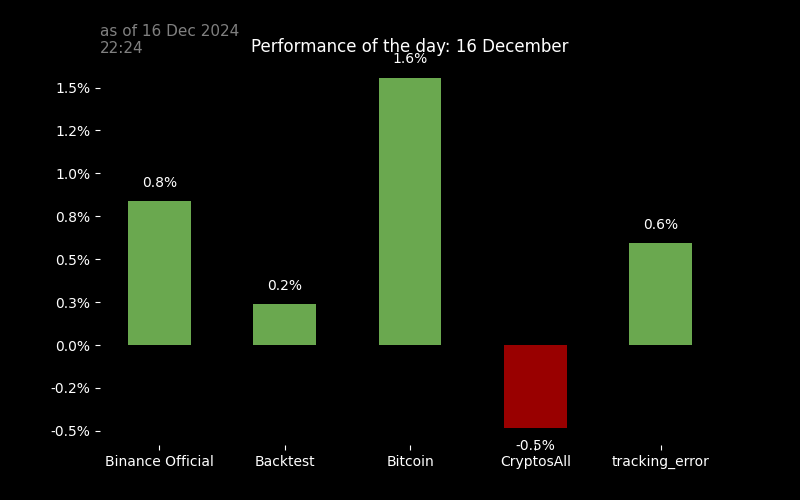 as of 16 Dec 2024
22:24
Performance of the day: 16 December
1.6%
1.5%
1.2%
1.0%
0.8%
0.8%
0.6%
0.5%
0.2%
0.3%
0.0%
-0.2%
-0.5%
-0.5%
Binance Official
Backtest
Bitcoin
CryptosAll
tracking_error